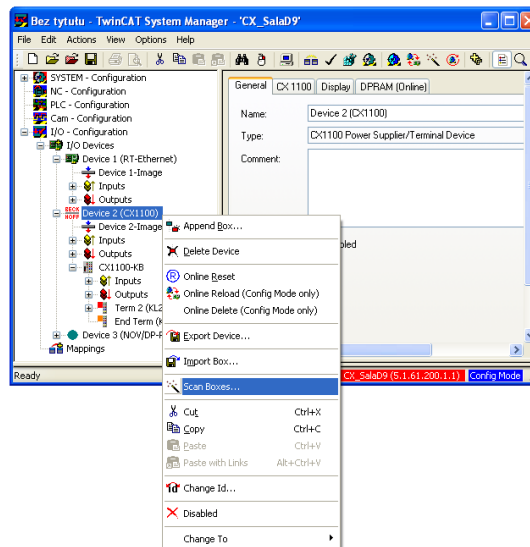 Bez tytułu - TwinCAT System Manager - 'CX_SalaD9'
File Edit Actions View Options Help
SYSTEM - Configuration
NC - Configuration
PLC - Configuration
Cam - Configuration
I/O - Configuration
I/O Devices
Device 1 (RT-Ethernet)
Device 1-Image
Inputs
Outputs
BECK HOFF Device 2 (CX1100)
Device 2-Image
Inputs
Outputs
CX1100-KB
Inputs
Outputs
Term 2 (KL2
End Term (K
Device 3 (NOV/DP-P
Mappings
General CX1100 Display DPRAM (Online)
Name: Device 2 (CX1100)
Type: CX1100 Power Supplier/Terminal Device
Comment:
bled
Append Box...
Delete Device
Online Reset
Online Reload (Config Mode only)
Online Delete (Config Mode only)
Export Device...
Import Box...
Scan Boxes...
Cut Ctrl+X
Copy Ctrl+C
Paste Ctrl+V
Paste with Links Alt+Ctrl+V
Change Id...
Disabled
Change To
Ready CX_SalaD9 (5.1.61.200.1.1) Config Mode